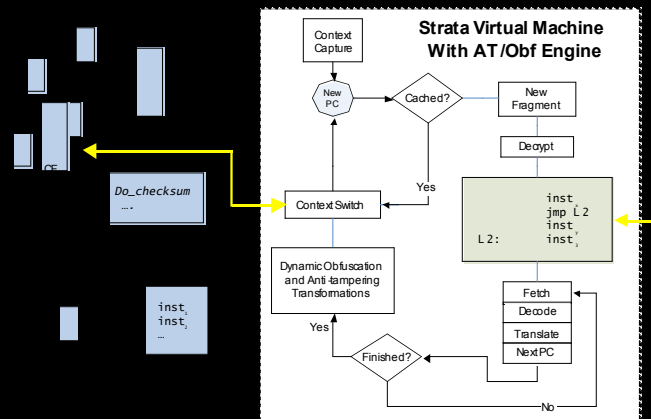 Strata Virtual Machine
With AT/Obf Engine
Context
Capture
New
PC
Cached?
New
Fragment
Decrypt
Yes
Context Switch
inst
jmp L2
inst
L2: inst
Dynamic Obfuscation
and Anti-tampering
Transformations
Fetch
Decode
Translate
Next PC
Yes
Finished?
No
Do_checksum
….
inst
inst
…